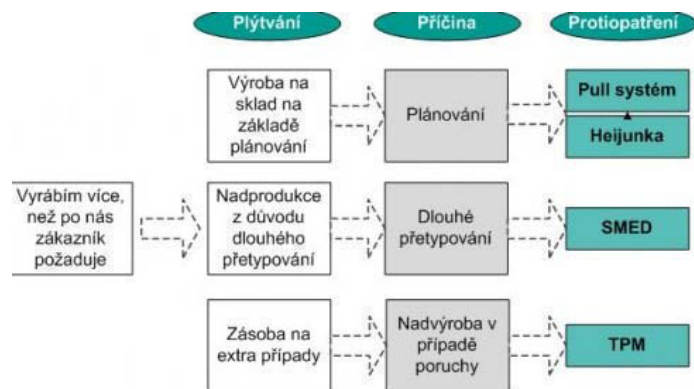 Plýtvání
Příčina
Protiopatření
Výroba na
sklad na
základě
plánování
Plánování
Pull systém
Heijunka
Vyrábím více,
než po nás
zákazník
požaduje
Nadprodukce
z důvodu
dlouhého
přetypování
Dlouhé
přetypování
SMED
Zásoba na
extra případy
Nadvýroba v
případě
poruchy
TPM